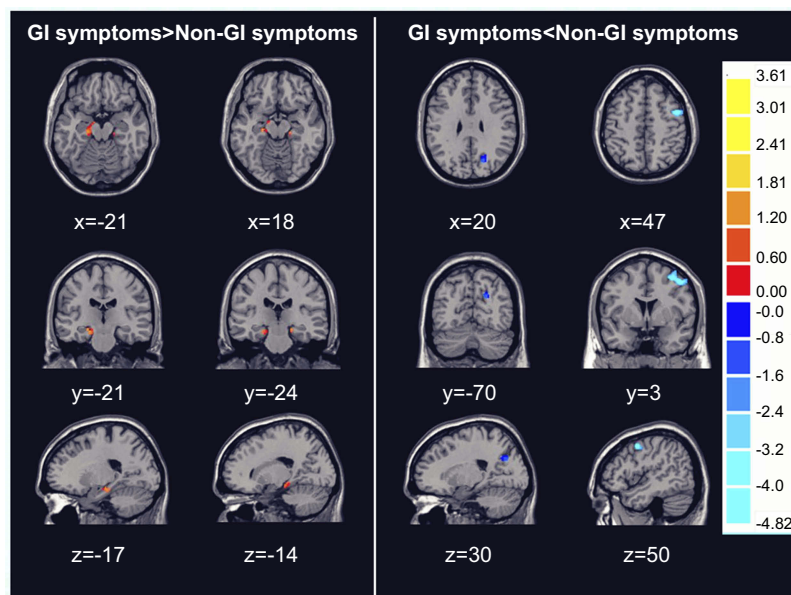 GI symptoms>Non-GI symptoms
GI symptoms<Non-GI symptoms
x=-21
x=18
x=20
x=47
y=-21
y=-24
y=-70
y=3
z=-17
z=-14
z=30
z=50
3.61
3.01
2.41
1.81
1.20
0.60
0.00
-0.0
-0.8
-1.6
-2.4
-3.2
-4.0
-4.82